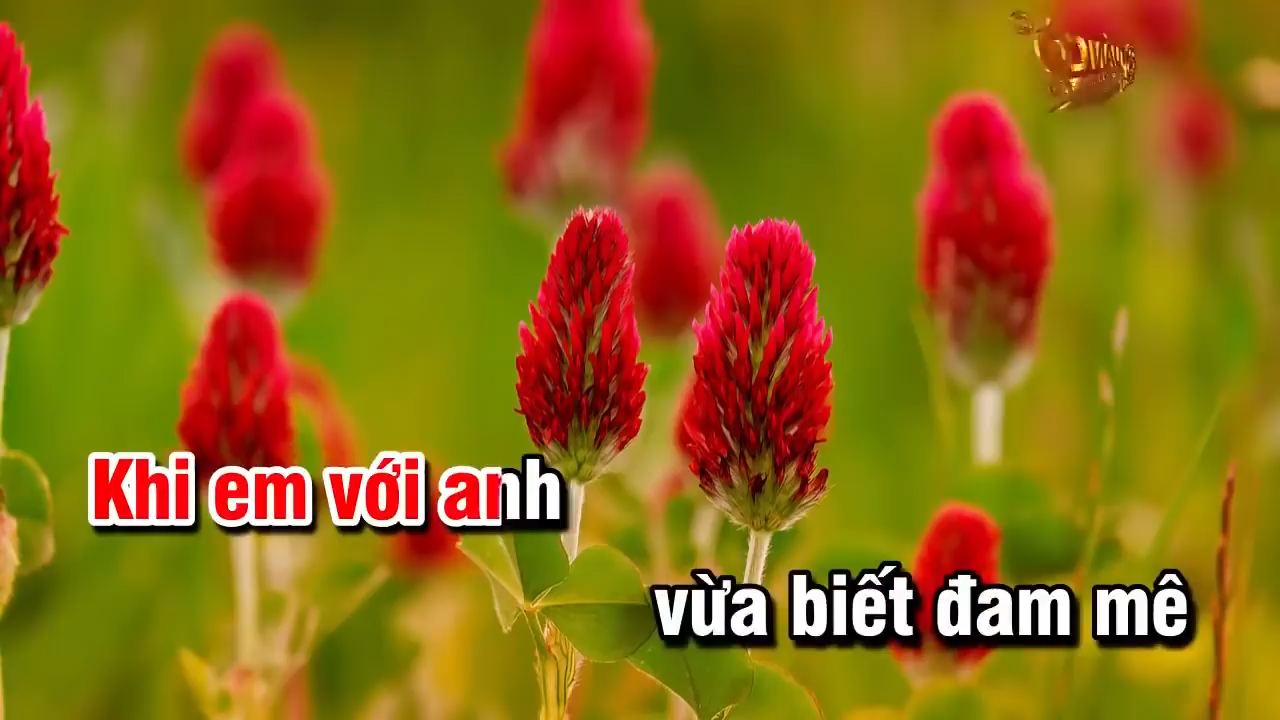 Khi em với anh
vừa biết đam mê